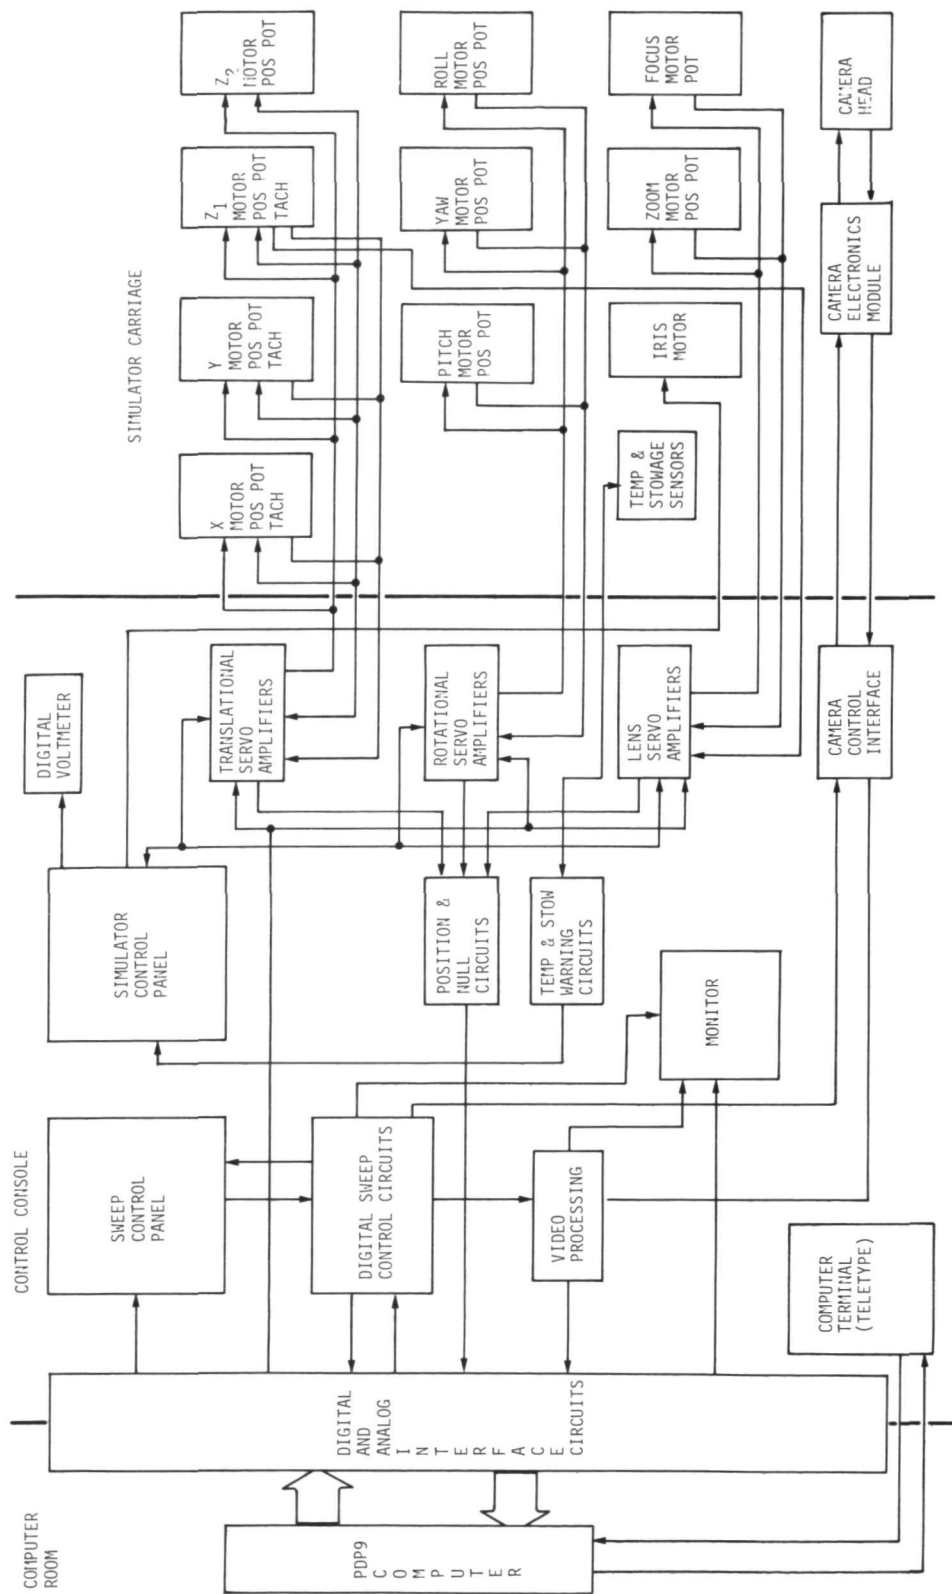 COMPUTER
ROOM
CONTROL CONSOLE
SIMULATOR CARRIAGE
PDP9
C
O
M
P
U
T
E
R
DIGITAL
AND
ANALOG
I
N
T
E
R
F
A
C
E
CIRCUITS
SWEEP
CONTROL
PANEL
SIMULATOR
CONTROL
PANEL
DIGITAL
VOLTMETER
DIGITAL SWEEP
CONTROL CIRCUITS
VIDEO
PROCESSING
COMPUTER
TERMINAL
(TELETYPE)
POSITION &
NULL
CIRCUITS
TEMP & STOW
WARNING
CIRCUITS
MONITOR
TRANSLATIONAL
SERVO
AMPLIFIERS
ROTATIONAL
SERVO
AMPLIFIERS
LENS
SERVO
AMPLIFIERS
CAMERA
CONTROL
INTERFACE
X
MOTOR
POS POT
TACH
Y
MOTOR
POS POT
TACH
Z1
MOTOR
POS POT
TACH
Z2
MOTOR
POS POT
PITCH
MOTOR
POS POT
YAW
MOTOR
POS POT
ROLL
MOTOR
POS POT
TEMP &
STOWAGE
SENSORS
IRIS
MOTOR
ZOOM
MOTOR
POS POT
FOCUS
MOTOR
POT
CAMERA
ELECTRONICS
MODULE
CAMERA
HEAD